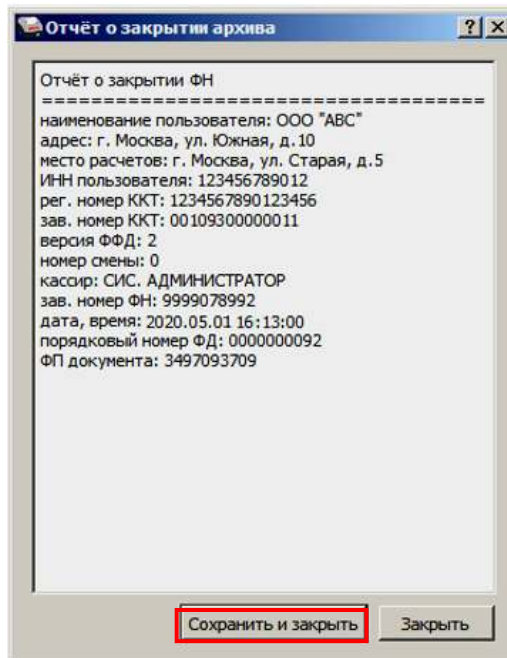 Отчёт о закрытии архива
Отчёт о закрытии ФН
=====================================
наименование пользователя: ООО "АВС"
адрес: г. Москва, ул. Южная, д.10
место расчетов: г. Москва, ул. Старая, д.5
ИНН пользователя: 123456789012
рег. номер ККТ: 1234567890123456
зав. номер ККТ: 00109300000011
версия ФФД: 2
номер смены: 0
кассир: СИС. АДМИНИСТРАТОР
зав. номер ФН: 9999078992
дата, время: 2020.05.01 16:13:00
порядковый номер ФД: 0000000092
ФП документа: 3497093709
Сохранить и закрыть Закрыть